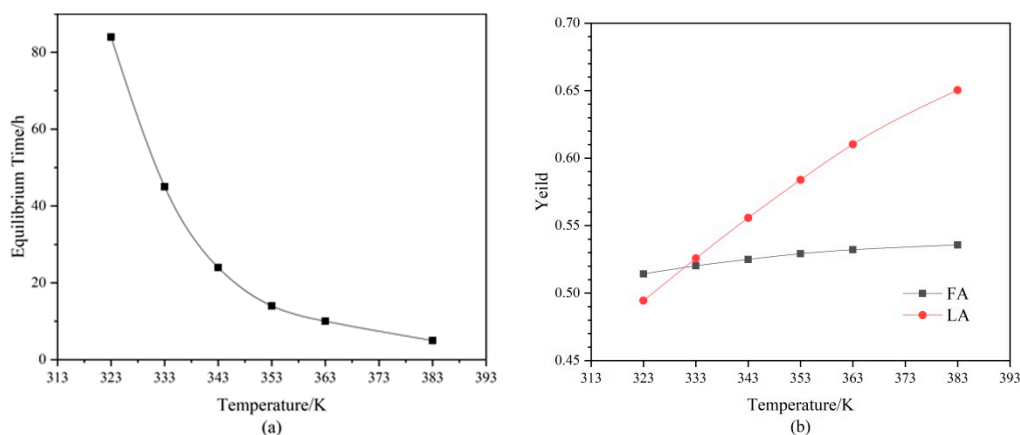 80
60
40
20
0
Equilibrium Time/h
313 323 333 343 353 363 373 383 393
Temperature/K
(a)
0.70
0.65
0.60
0.55
0.50
0.45
Yeild
FA
LA
313 323 333 343 353 363 373 383 393
Temperature/K
(b)